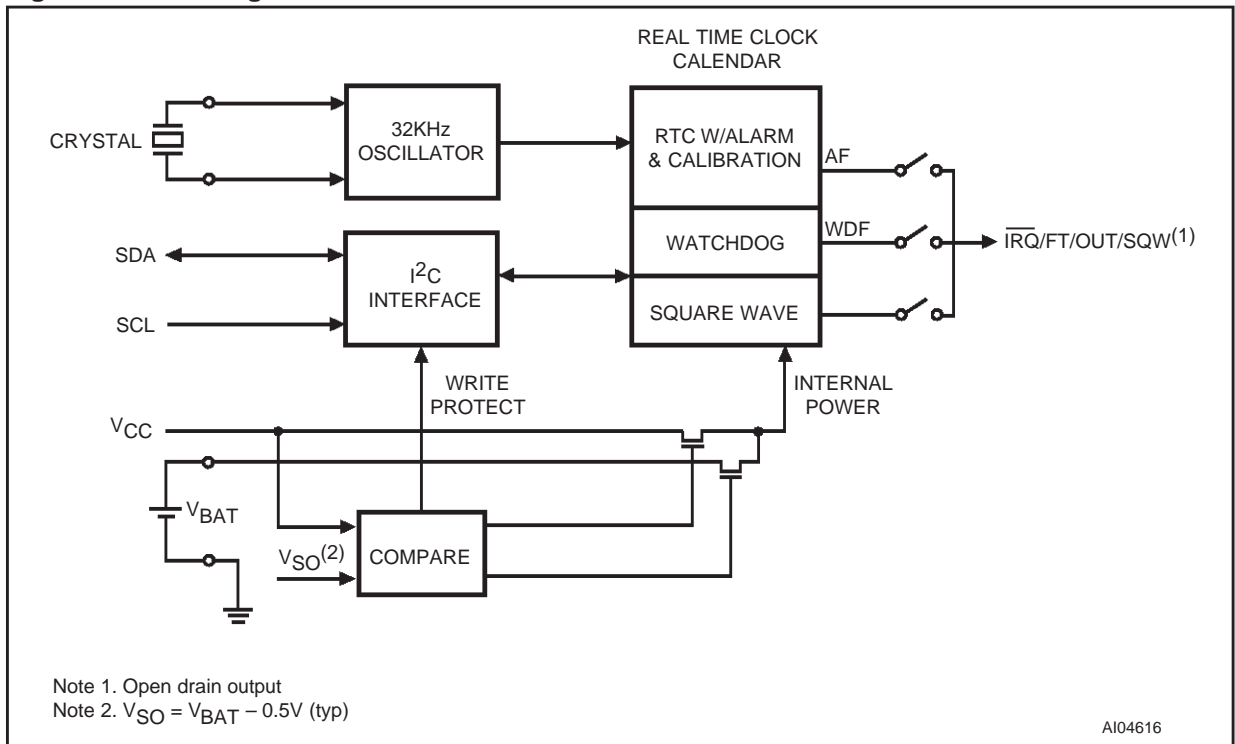 REAL TIME CLOCK
CALENDAR
CRYSTAL
32KHz
OSCILLATOR
RTC W/ALARM
& CALIBRATION
AF
WATCHDOG
WDF
IRQ/FT/OUT/SQW(1)
SDA
I2C
INTERFACE
SCL
SQUARE WAVE
WRITE
PROTECT
INTERNAL
POWER
VCC
VBAT
VSO(2)
COMPARE
Note 1. Open drain output
Note 2. VSO = VBAT – 0.5V (typ)
AI04616